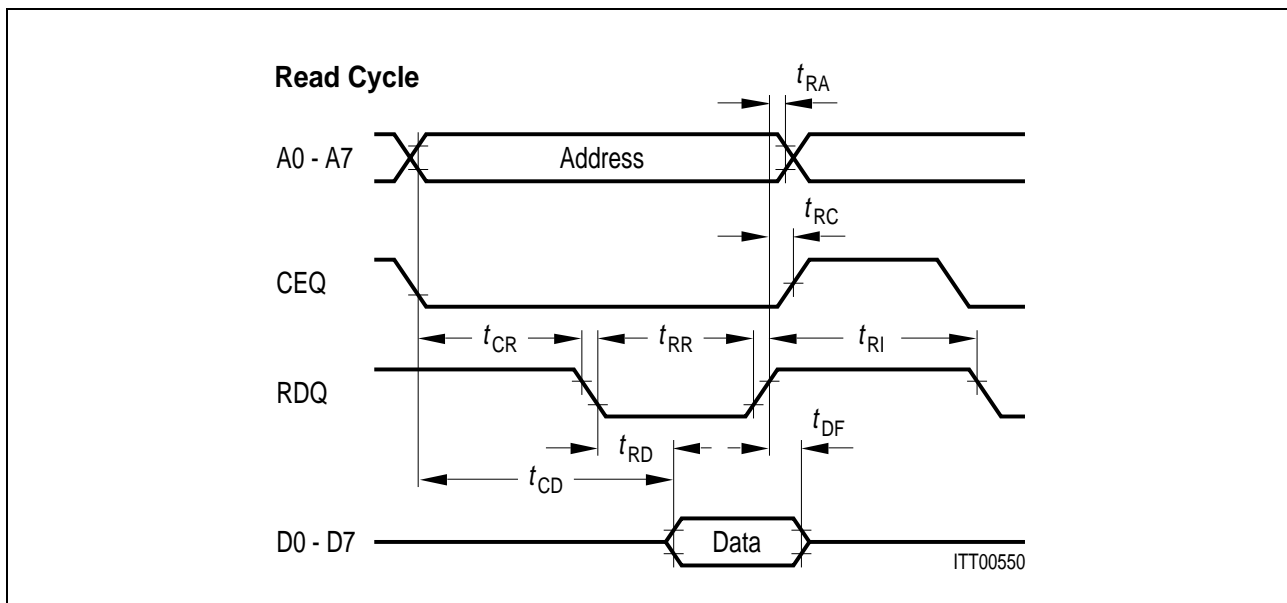 Read Cycle
tRA
A0 - A7
Address
tRC
CEQ
tCR
tRR
tRI
RDQ
tRD
tDF
tCD
D0 - D7
Data
ITT00550